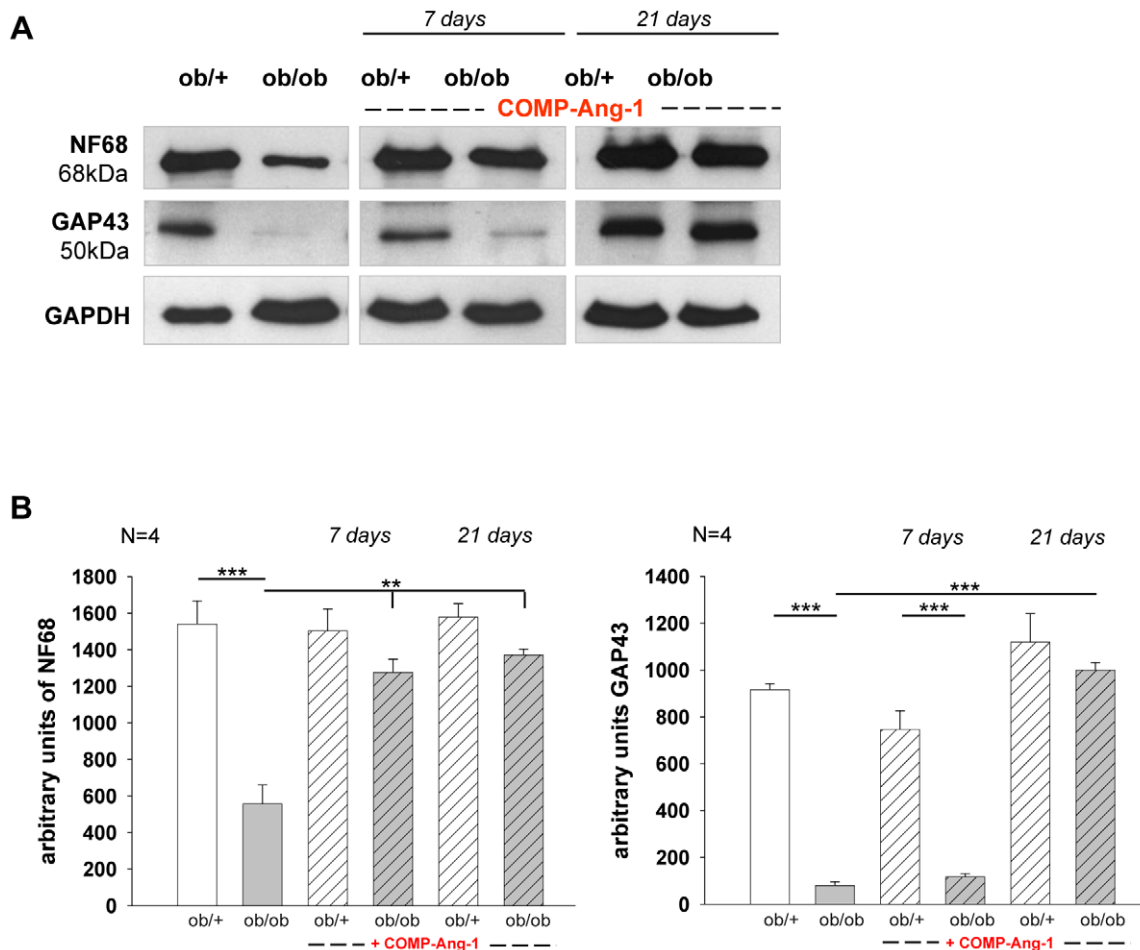 A
7 days 21 days
ob/+ ob/ob ob/+ ob/ob ob/+ ob/ob
COMP-Ang-1
NF68
68kDa
GAP43
50kDa
GAPDH
B
N=4 7 days 21 days
*** **
1800
1600
1400
1200
1000
800
600
400
200
0
arbitrary units of NF68
ob/+ ob/ob ob/+ ob/ob ob/+ ob/ob
+ COMP-Ang-1
N=4 7 days 21 days
*** *** ***
1400
1200
1000
800
600
400
200
0
arbitrary units GAP43
ob/+ ob/ob ob/+ ob/ob ob/+ ob/ob
+ COMP-Ang-1